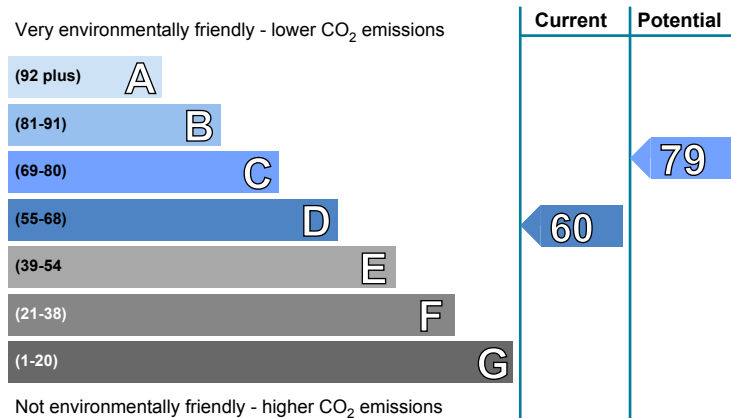 Very environmentally friendly - lower CO2 emissions
Current
Potential
(92 plus) A
(81-91) B
(69-80) C
79
(55-68) D
60
(39-54 E
(21-38) F
(1-20) G
Not environmentally friendly - higher CO2 emissions